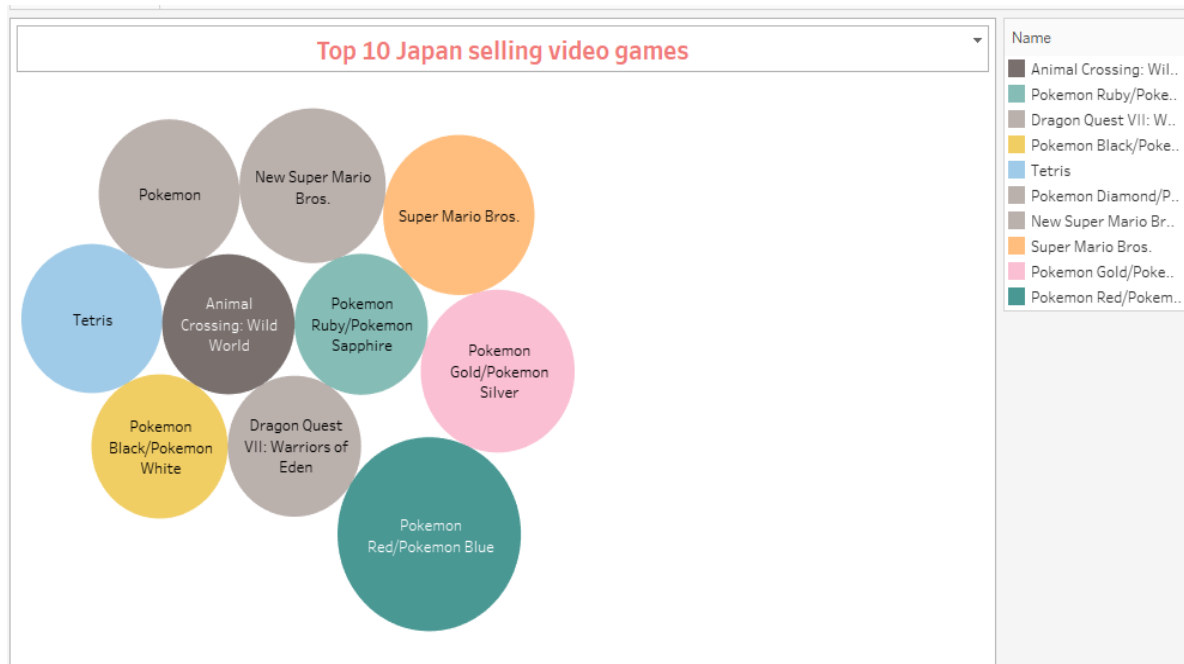 Top 10 Japan selling video games
Name
Animal Crossing: Wil..
Pokemon Ruby/Poke..
Dragon Quest VII: W..
Pokemon Black/Poke..
Tetris
Pokemon Diamond/P..
New Super Mario Br..
Super Mario Bros.
Pokemon Gold/Poke..
Pokemon Red/Pokem..
Pokemon
New Super Mario
Bros.
Super Mario Bros.
Tetris
Animal
Crossing: Wild
World
Pokemon
Ruby/Pokemon
Sapphire
Pokemon
Gold/Pokemon
Silver
Pokemon
Black/Pokemon
White
Dragon Quest
VII: Warriors of
Eden
Pokemon
Red/Pokemon Blue